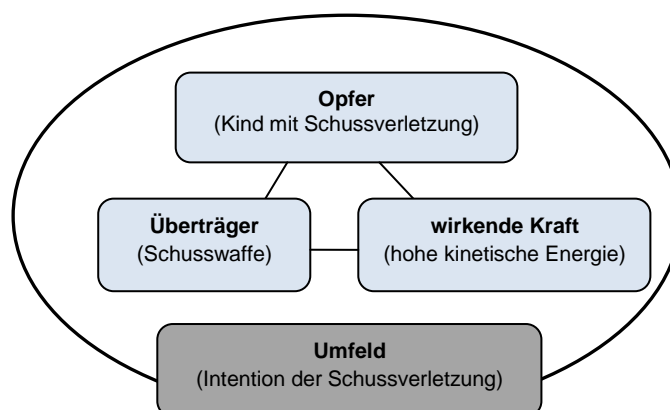 Opfer
(Kind mit Schussverletzung)
Überträger
(Schusswaffe)
wirkende Kraft
(hohe kinetische Energie)
Umfeld
(Intention der Schussverletzung)